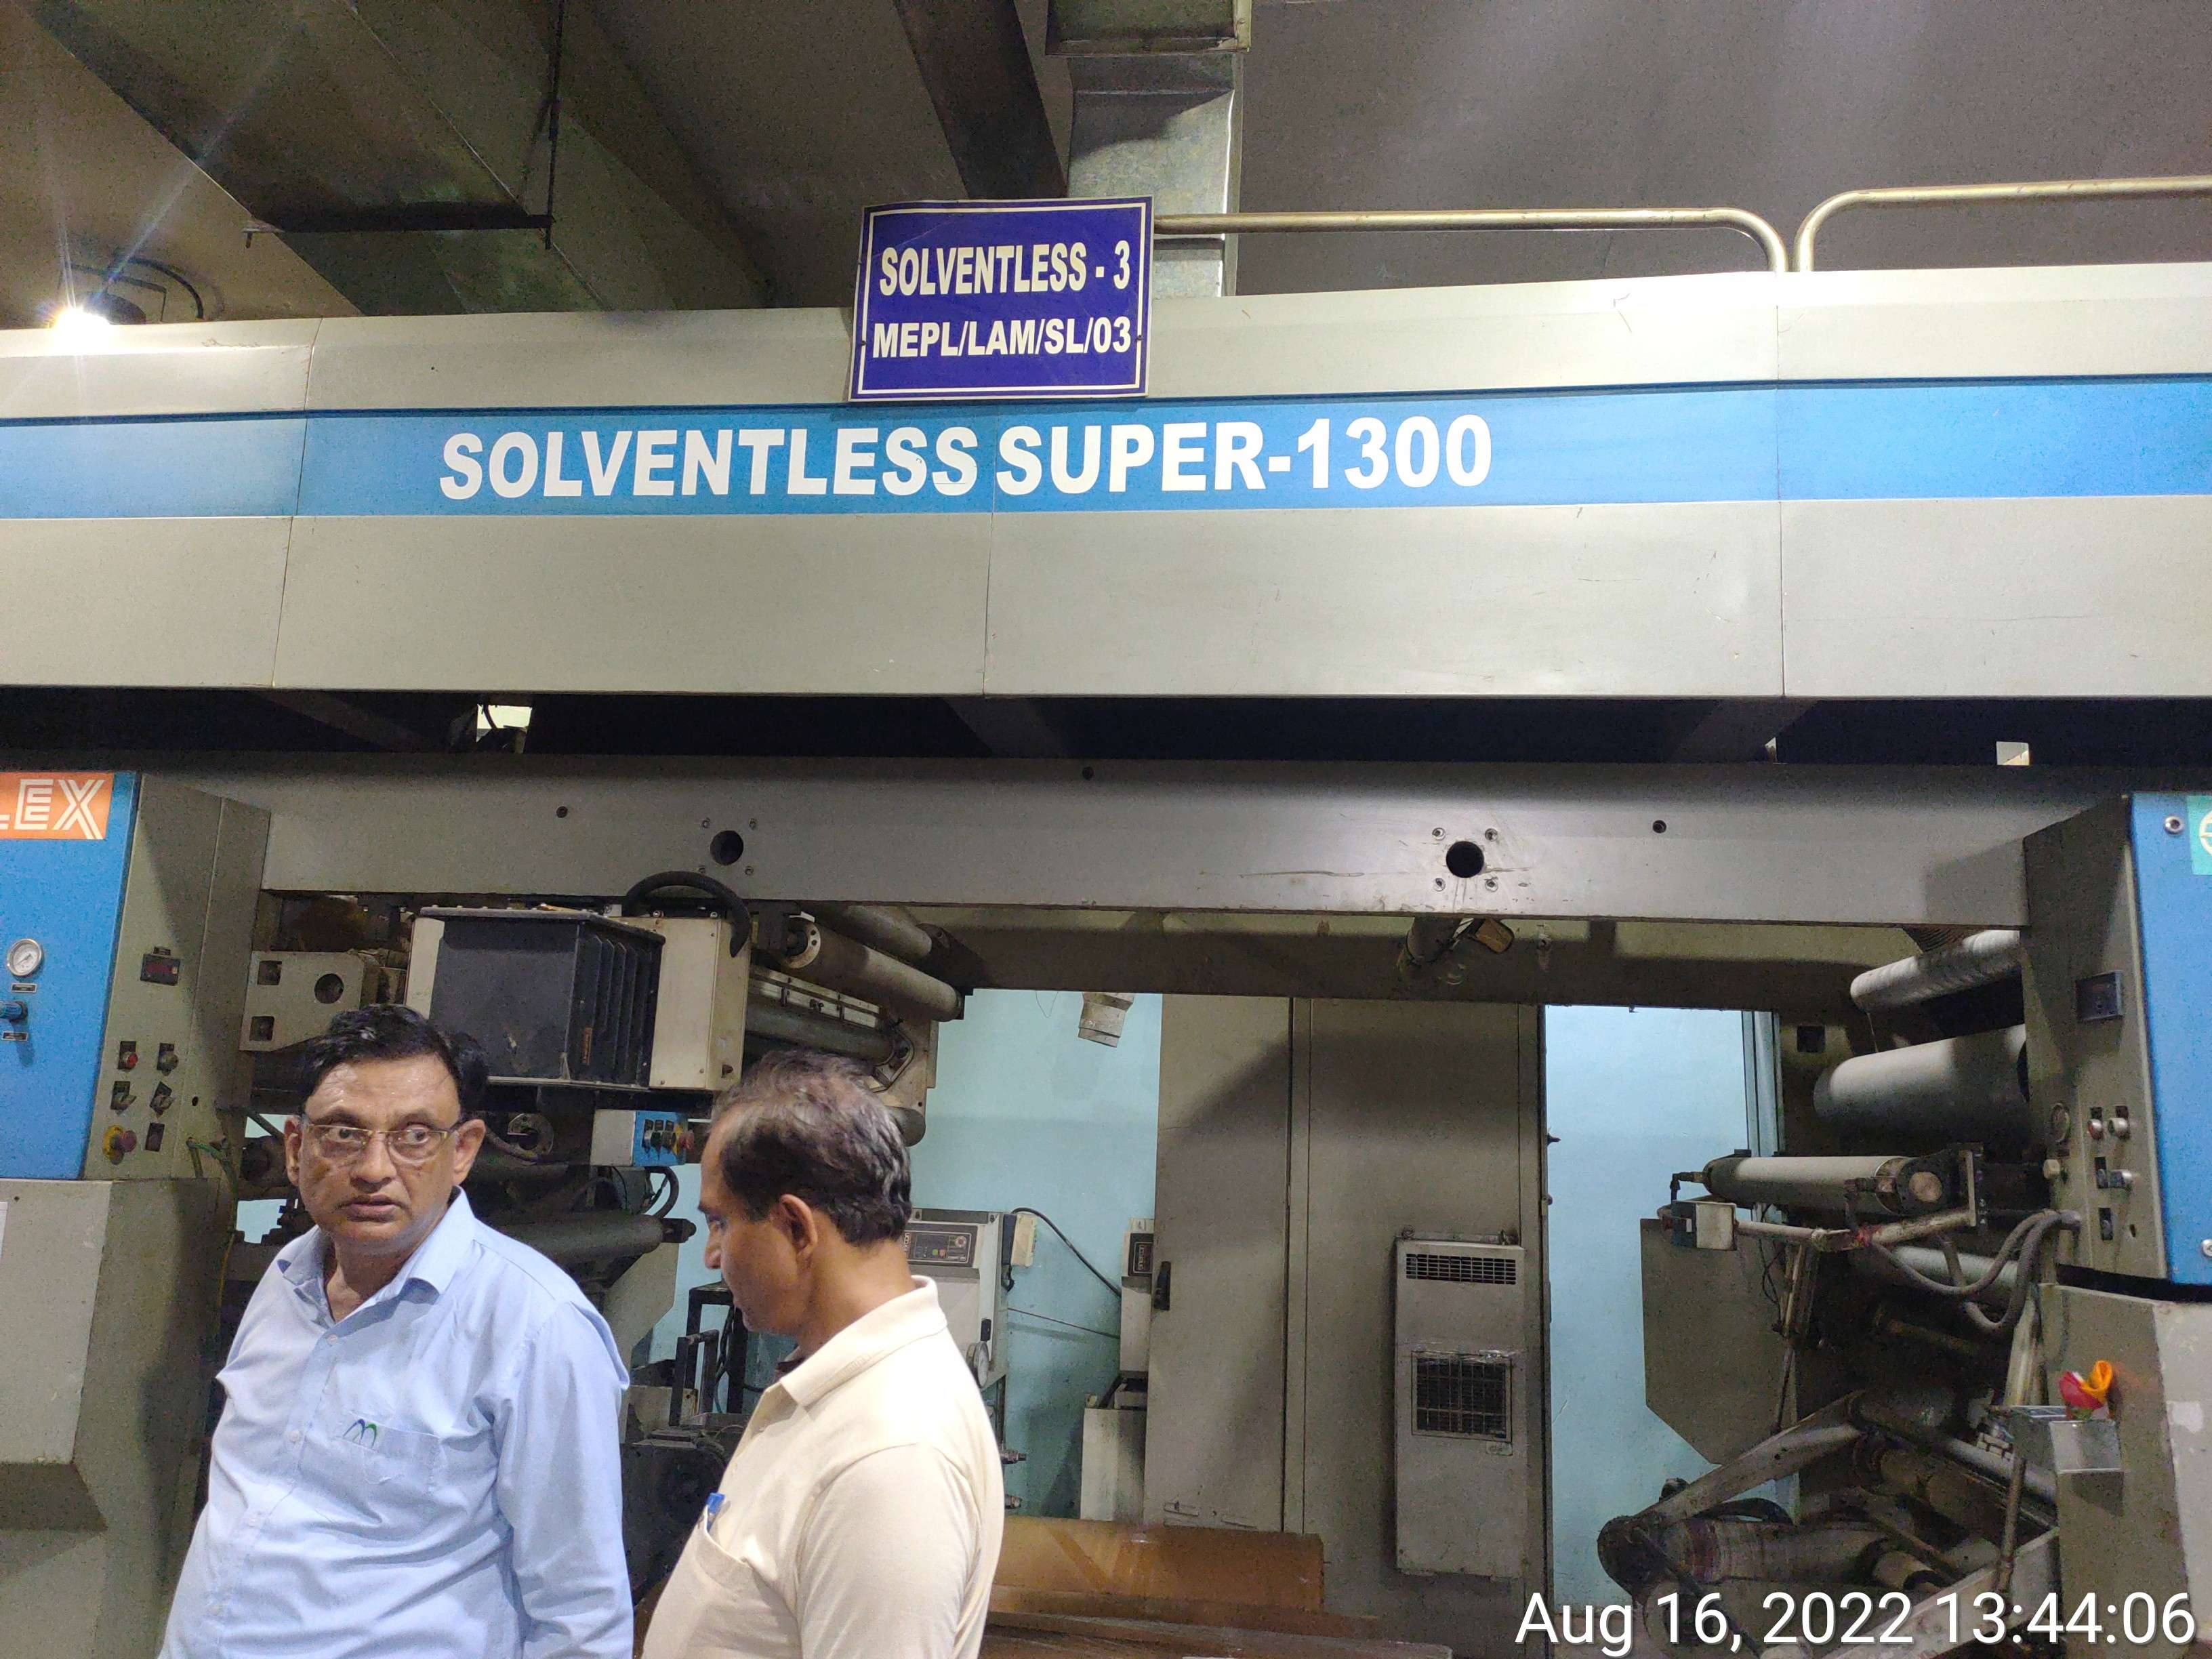 SOLVENTLESS - 3
MEPL/LAM/SL/03
SOLVENTLESS SUPER-1300
LEX
Aug 16, 2022 13:44:06